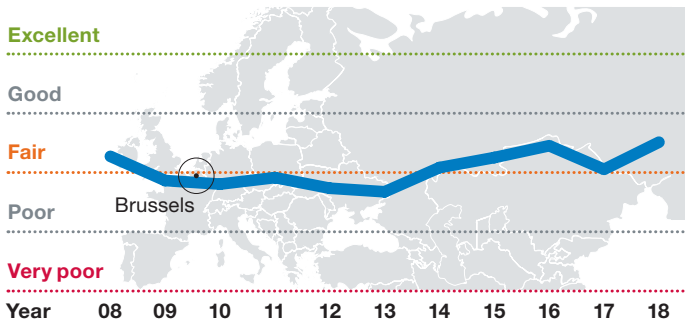 Excellent
Good
Fair
Poor
Brussels
Very poor
Year 08 09 10 11 12 13 14 15 16 17 18